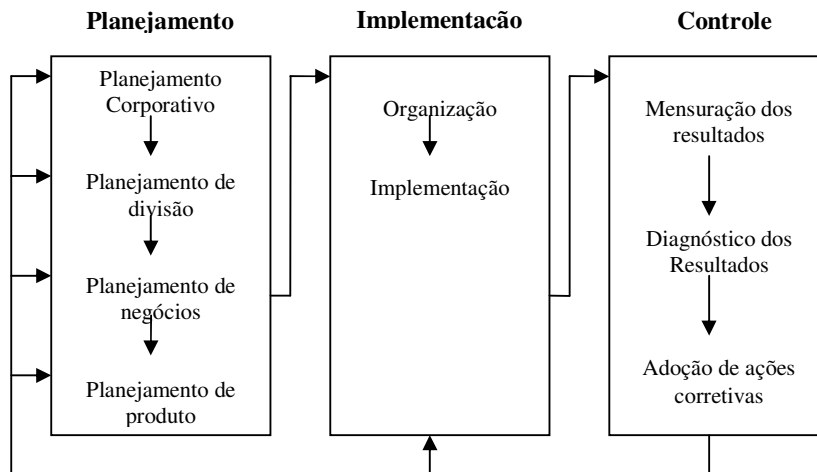 Planejamento
Planejamento
Corporativo
Planejamento de
divisão
Planejamento de
negócios
Planejamento de
produto
Implementação
Organização
Implementação
Controle
Mensuração dos
resultados
Diagnóstico dos
Resultados
Adoção de ações
corretivas